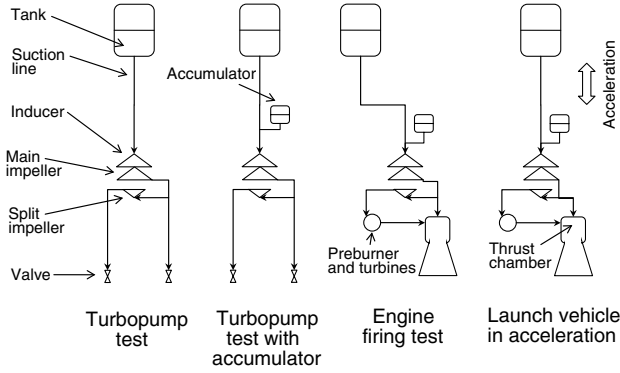 Tank
Suction
line
Accumulator
Acceleration
Inducer
Main
impeller
Split
impeller
Preburner
and turbines
Thrust
chamber
Valve
Turbopump
test
Turbopump
test with
accumulator
Engine
firing test
Launch vehicle
in acceleration